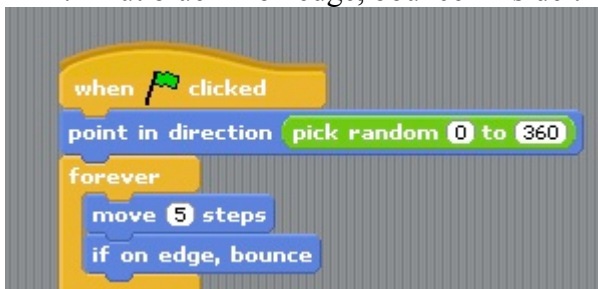 when clicked
point in direction pick random 0 to 360
forever
move 5 steps
if on edge, bounce